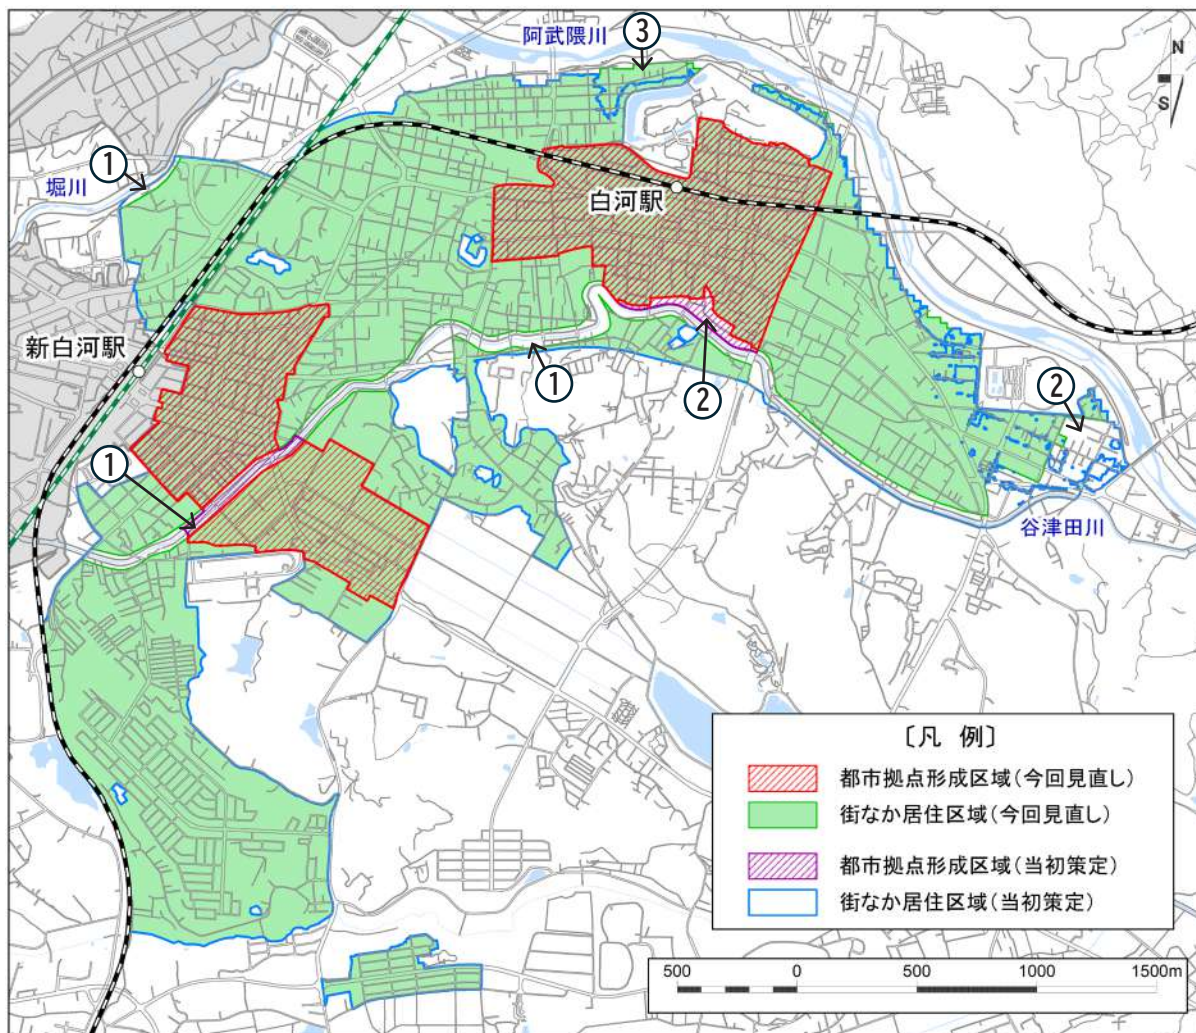 阿武隈川
③
N
S
①
堀川
白河駅
新白河駅
①
②
②
①
谷津田川
〔凡 例〕
都市拠点形成区域(今回見直し)
街なか居住区域(今回見直し)
都市拠点形成区域(当初策定)
街なか居住区域(当初策定)
500 0 500 1000 1500m